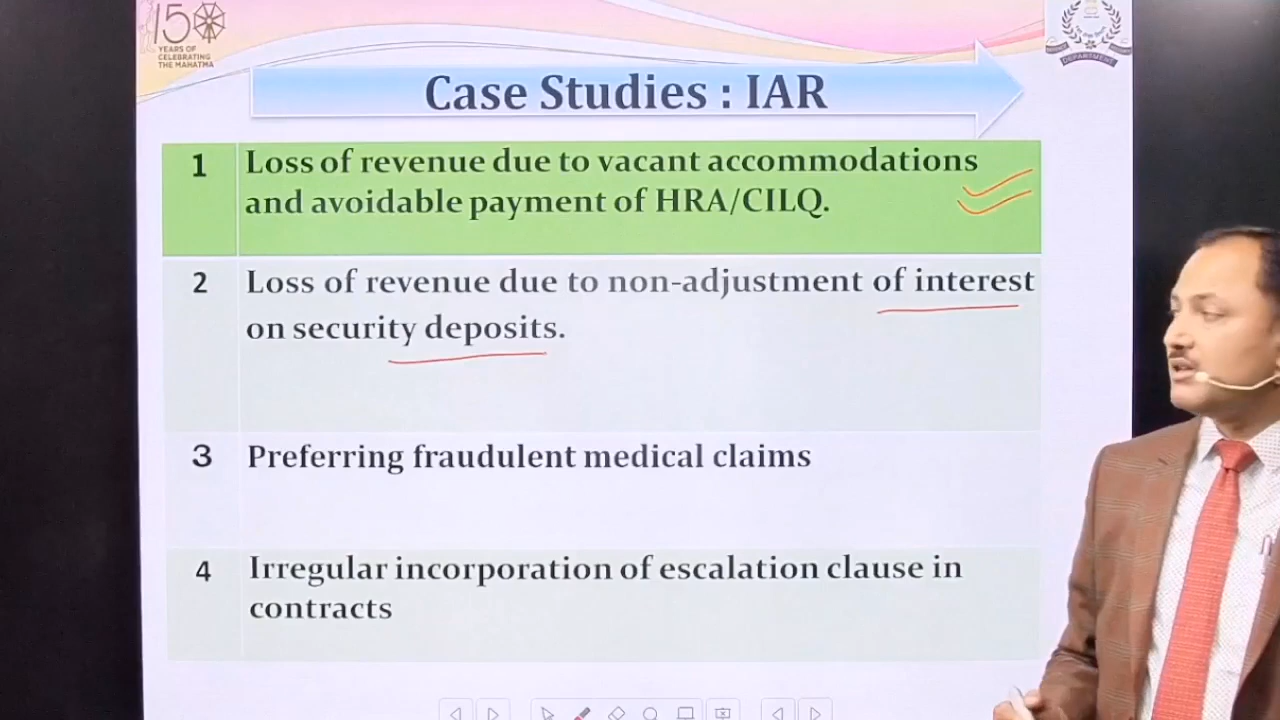 150
YEARS OF
CELEBRATING
THE MAHATMA
DEPARTMENT
Case Studies : IAR
1
Loss of revenue due to vacant accommodations
and avoidable payment of HRA/CILQ.
2
Loss of revenue due to non-adjustment of interest
on security deposits.
3
Preferring fraudulent medical claims
4
Irregular incorporation of escalation clause in
contracts